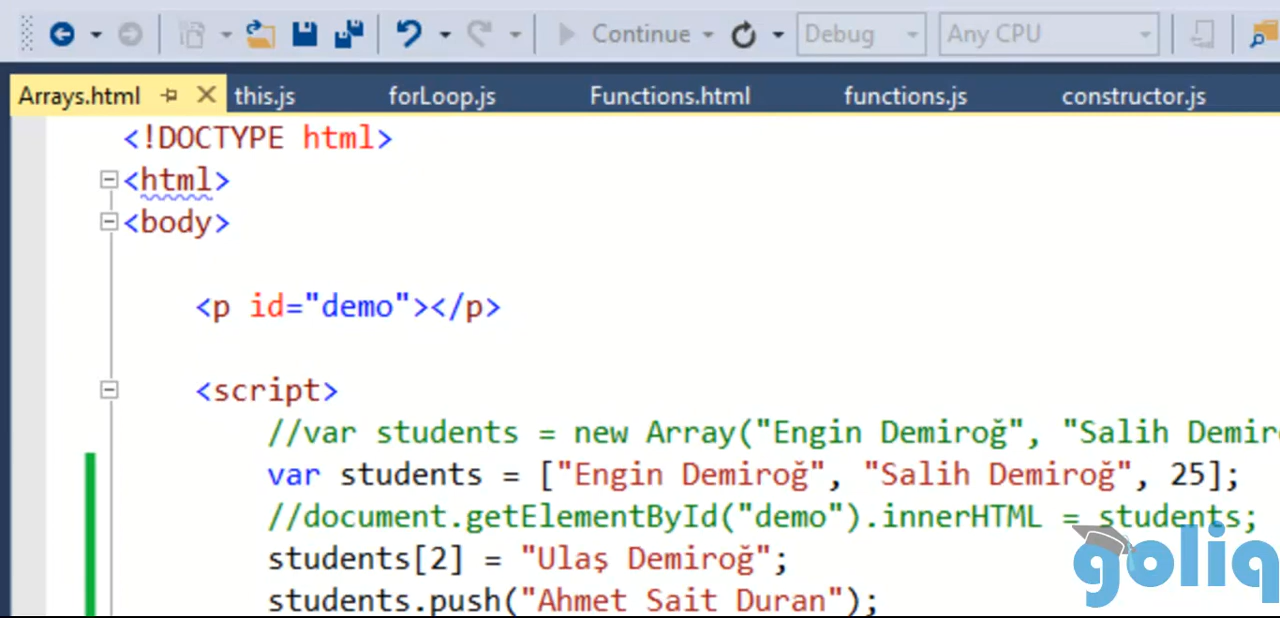 Continue Debug Any CPU
Arrays.html this.js forLoop.js Functions.html functions.js constructor.js
<!DOCTYPE html>
<html>
<body>
<p id="demo"></p>
<script>
//var students = new Array("Engin Demiroğ", "Salih Demir
var students = ["Engin Demiroğ", "Salih Demiroğ", 25];
//document.getElementById("demo").innerHTML = students;
students[2] = "Ulaş Demiroğ";
students.push("Ahmet Sait Duran");
goliq